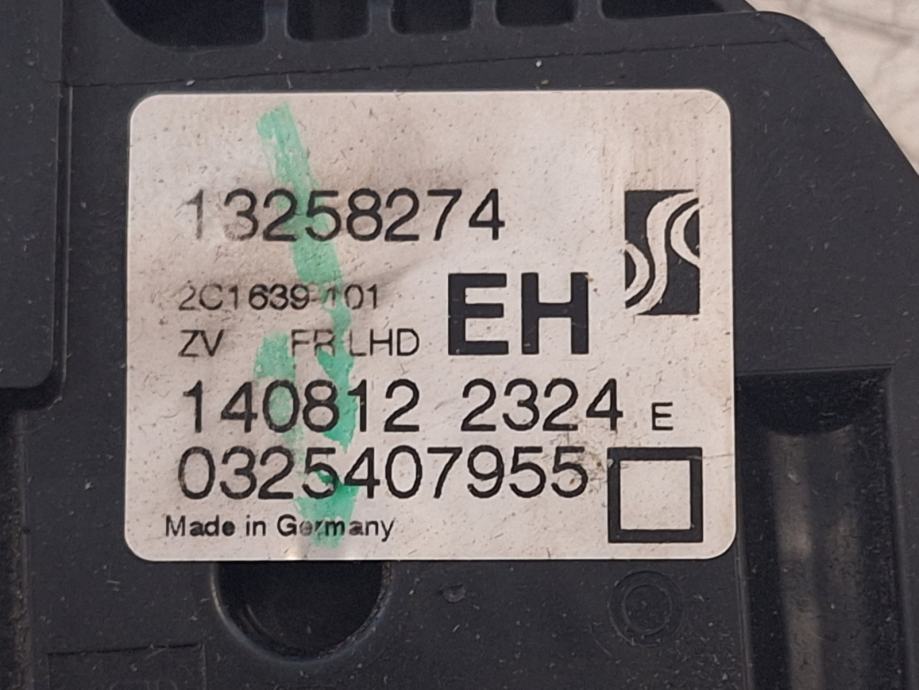 13258274
2C1639-101
EH
ZV FR LHD
140812 2324 E
0325407955
Made in Germany